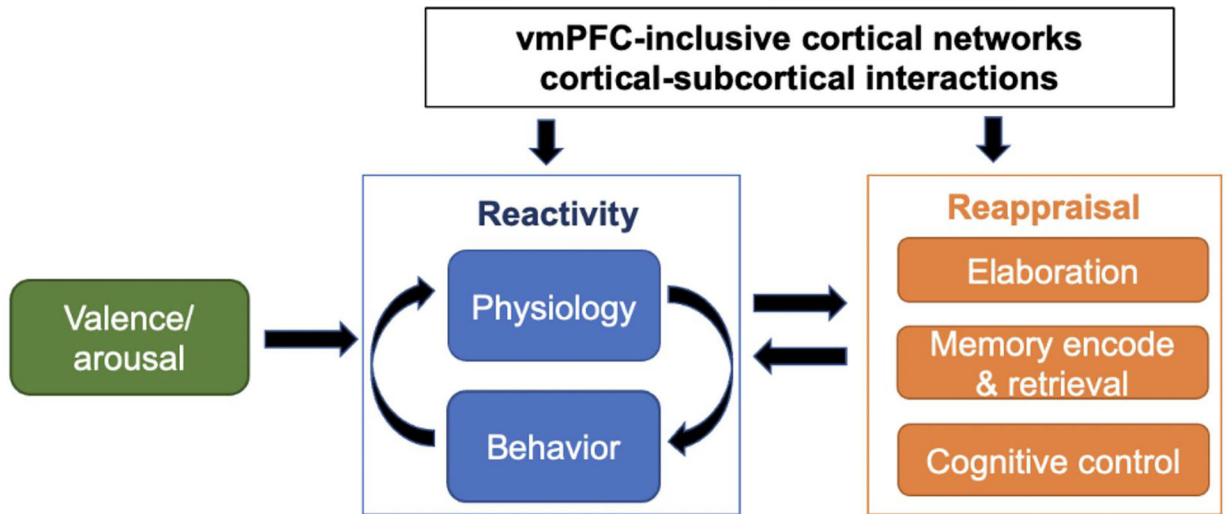 vmPFC-inclusive cortical networks
cortical-subcortical interactions
Reactivity
Physiology
Behavior
Valence/
arousal
Reappraisal
Elaboration
Memory encode
& retrieval
Cognitive control